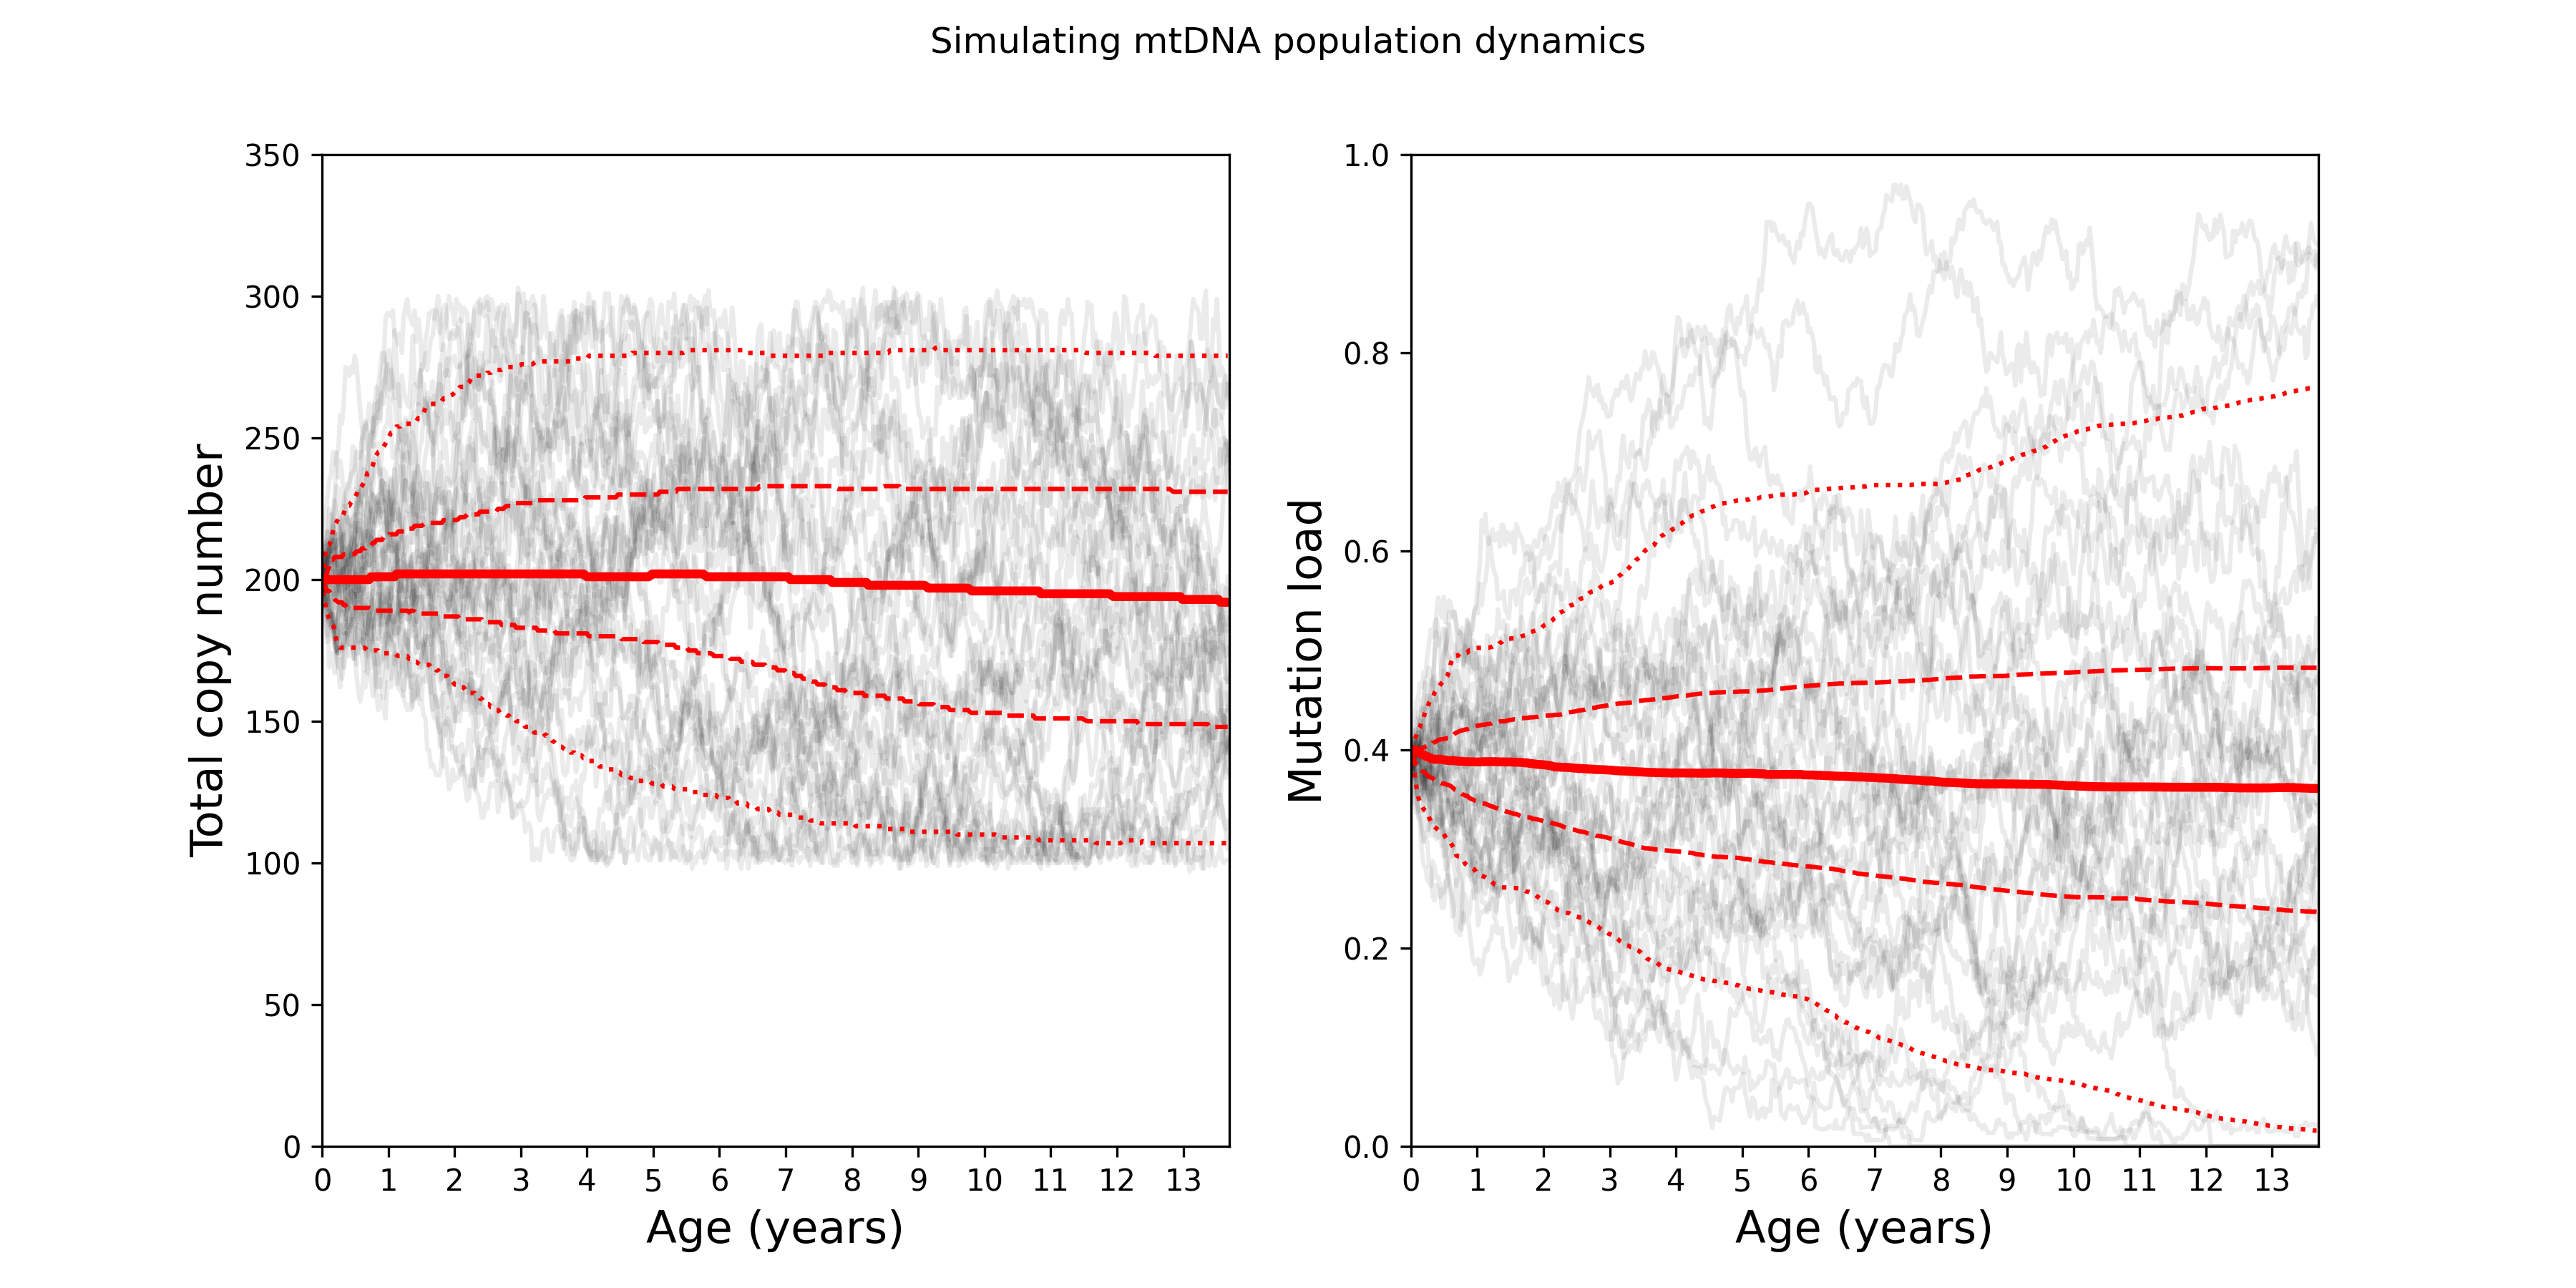 Simulating mtDNA population dynamics
Total copy number
350
300
250
200
150
100
50
0
0 1 2 3 4 5 6 7 8 9 10 11 12 13
Age (years)
Mutation load
1.0
0.8
0.6
0.4
0.2
0.0
0 1 2 3 4 5 6 7 8 9 10 11 12 13
Age (years)